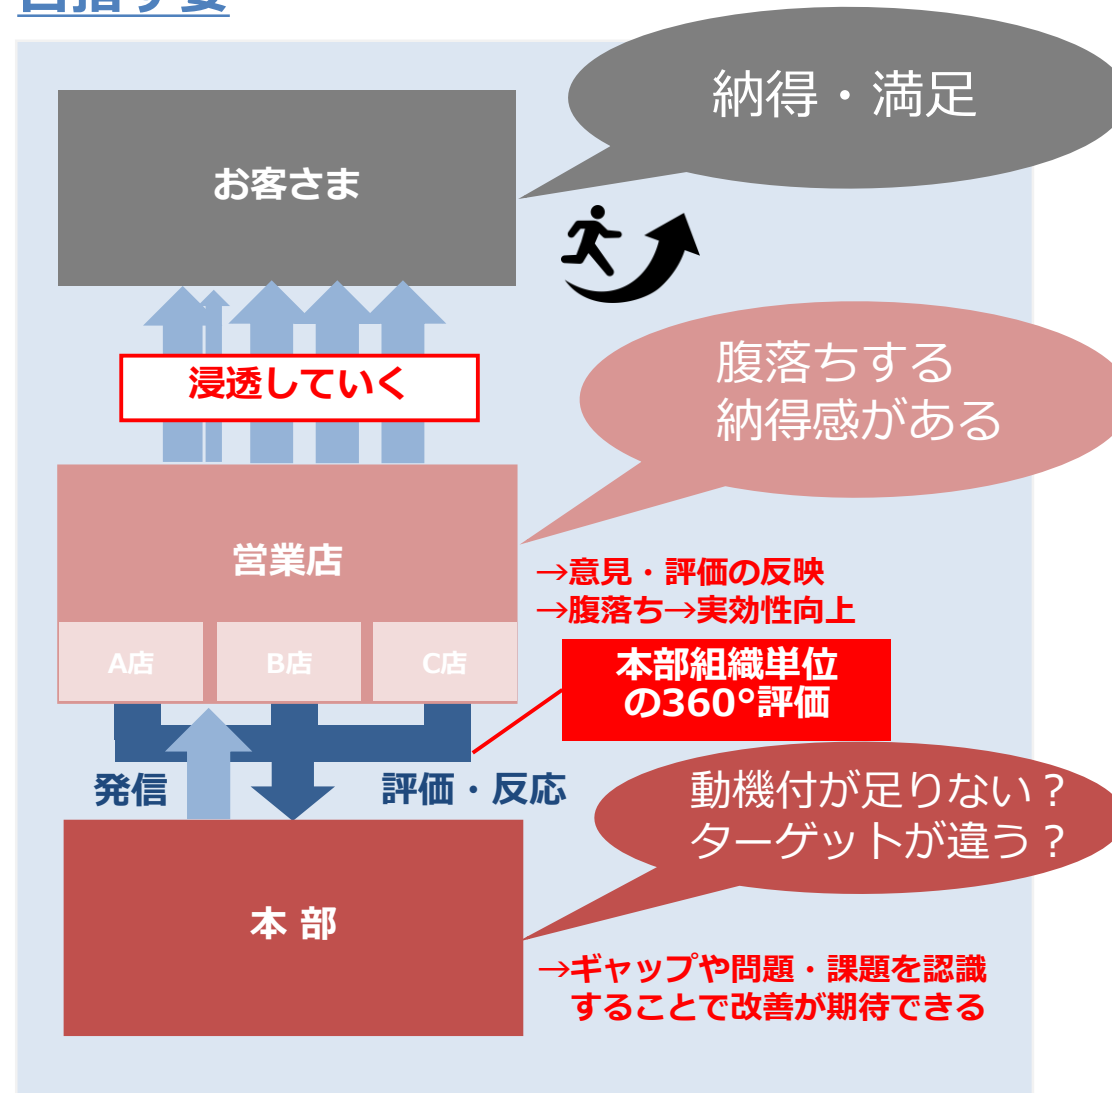 目指す姿
納得・満足
お客さま
浸透していく
腹落ちする
納得感がある
営業店
→意見・評価の反映
→腹落ち→実効性向上
A店
B店
C店
本部組織単位
の360°評価
発信
評価・反応
動機付が足りない？
ターゲットが違う？
本 部
→ギャップや問題・課題を認識
することで改善が期待できる